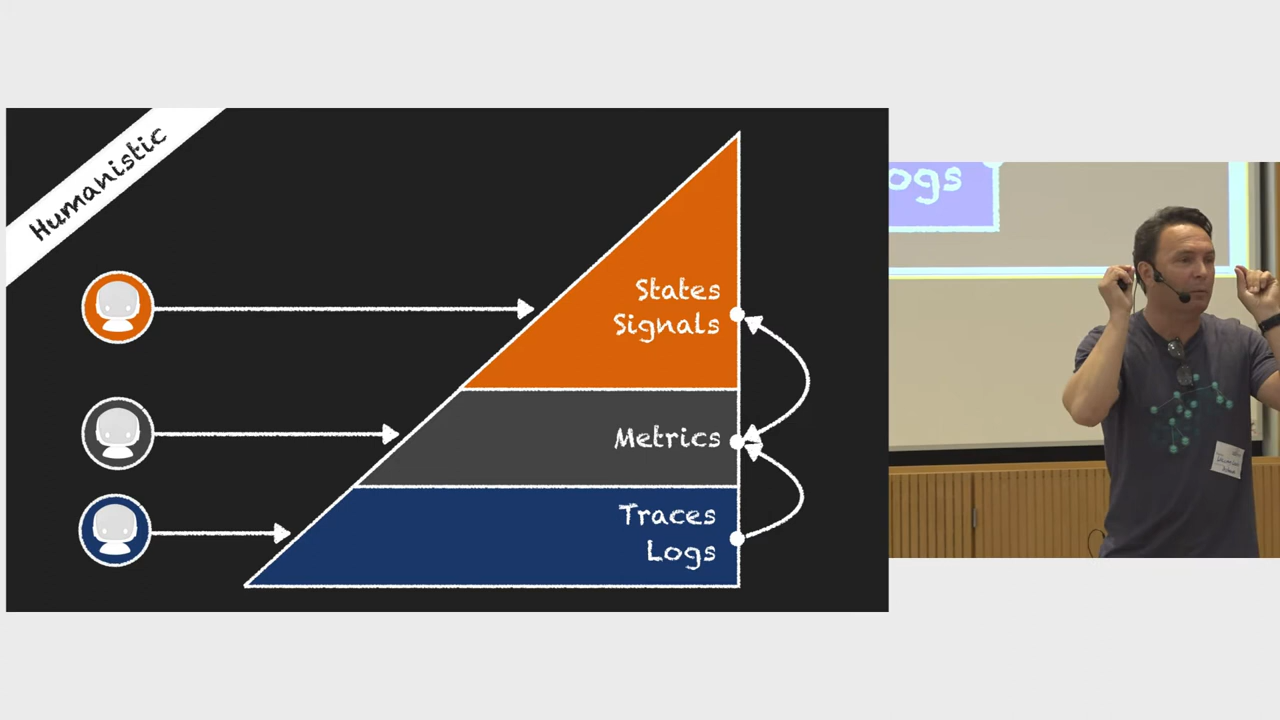 Humanistic
States
Signals
Metrics
Traces
Logs
ogs